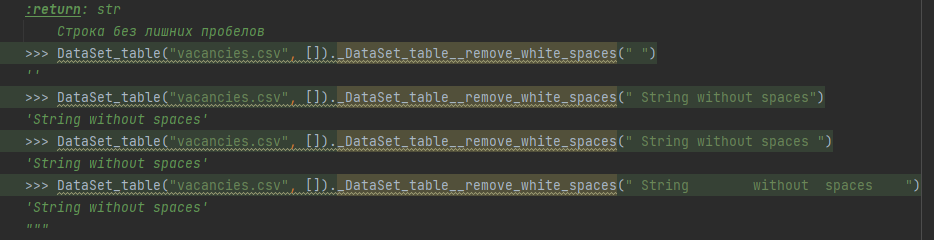 :return: str
Строка без лишних пробелов
>>> DataSet_table("vacancies.csv", [])._DataSet_table__remove_white_spaces(" ")
''
>>> DataSet_table("vacancies.csv", [])._DataSet_table__remove_white_spaces(" String without spaces")
'String without spaces'
>>> DataSet_table("vacancies.csv", [])._DataSet_table__remove_white_spaces(" String without spaces ")
'String without spaces'
>>> DataSet_table("vacancies.csv", [])._DataSet_table__remove_white_spaces(" String        without  spaces    ")
'String without spaces'
"""